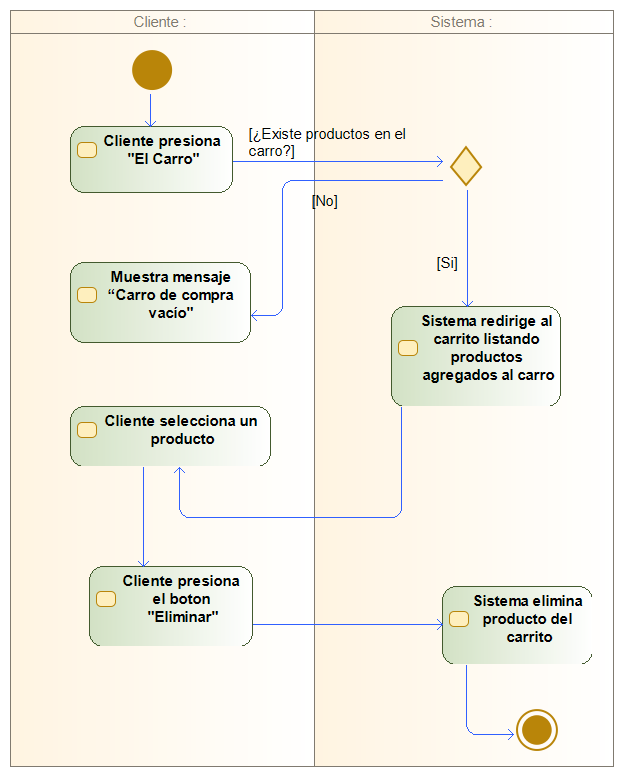 Cliente :
Sistema :
Cliente presiona
"El Carro"
[¿Existe productos en el
carro?]
[No]
[Si]
Muestra mensaje
“Carro de compra
vacío"
Sistema redirige al
carrito listando
productos
agregados al carro
Cliente selecciona un
producto
Cliente presiona
el boton
"Eliminar"
Sistema elimina
producto del
carrito